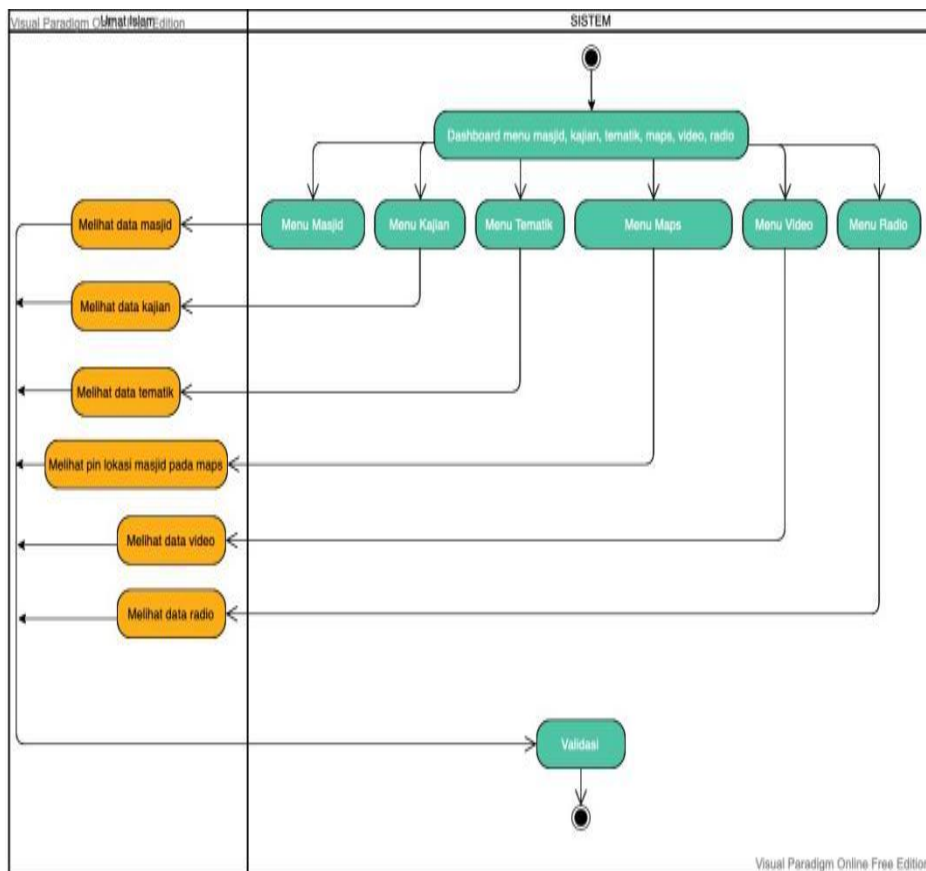 Visual Paradigm Online Free Edition
Umat Islam
SISTEM
Dashboard menu masjid, kajian, tematik, maps, video, radio
Melihat data masjid
Menu Masjid
Menu Kajian
Menu Tematik
Menu Maps
Menu Video
Menu Radio
Melihat data kajian
Melihat data tematik
Melihat pin lokasi masjid pada maps
Melihat data video
Melihat data radio
Validasi
Visual Paradigm Online Free Edition